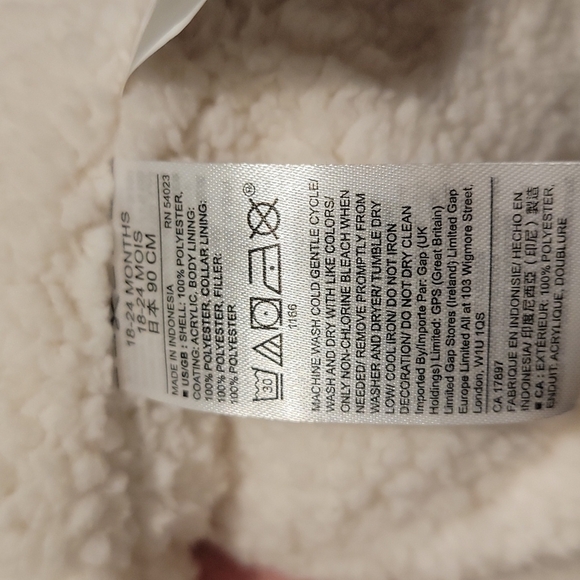 18-24 MONTHS
18-24 MOIS
日本 90 CM
RN 54023
MADE IN INDONESIA
■ US/GB: SHELL: 100% POLYESTER,
COATING: ACRYLIC, BODY LINING:
100% POLYESTER, COLLAR LINING:
100% POLYESTER, FILLER:
100% POLYESTER
30
1166
MACHINE WASH COLD GENTLE CYCLE/
WASH AND DRY WITH LIKE COLORS/
ONLY NON-CHLORINE BLEACH WHEN
NEEDED/ REMOVE PROMPTLY FROM
WASHER AND DRYER/ TUMBLE DRY
LOW/ COOL IRON/ DO NOT IRON
DECORATION/ DO NOT DRY CLEAN
Imported By/Importe Par: Gap (UK
Holdings) Limited: GPS (Great Britain)
Limited Gap Stores (Ireland) Limited Gap
Europe Limited All at 103 Wigmore Street,
London, W1U 1QS
CA 17697
FABRIQUE EN INDONISIE/ HECHO EN
INDONESIA/ 印度尼西亞 (印尼) 製造
■ CA : EXTÉRIEUR: 100% POLYESTER,
ENDUIT: ACRYLIQUE, DOUBLURE